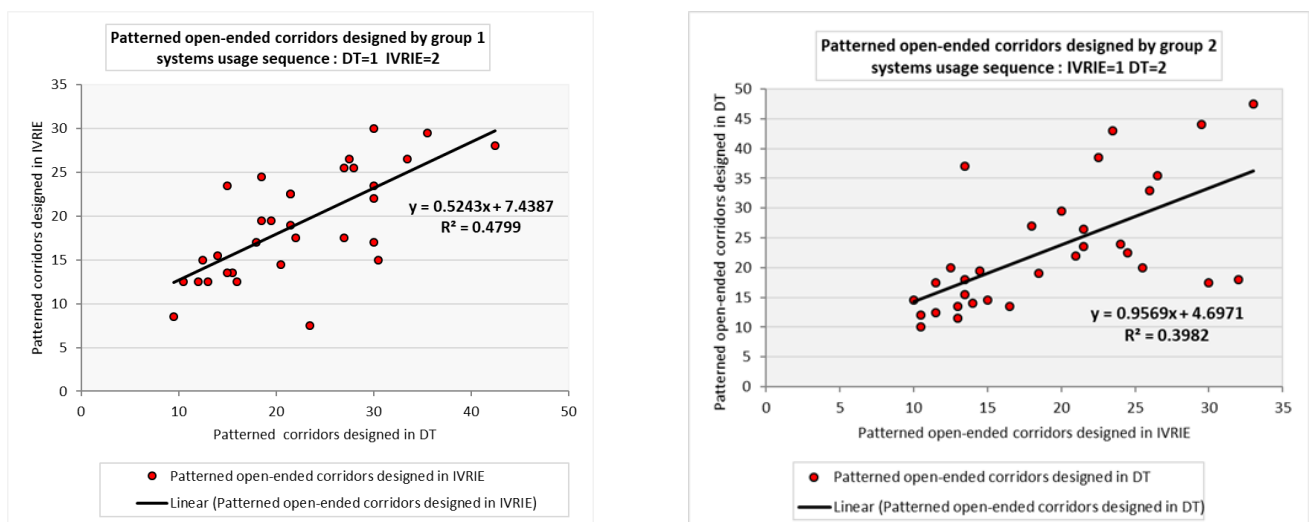 Patterned open-ended corridors designed by group 1
systems usage sequence : DT=1 IVRIE=2
Patterned corridors designed in IVRIE
35
30
25
20
15
10
5
0
y = 0.5243x + 7.4387
R² = 0.4799
0 10 20 30 40 50
Patterned corridors designed in DT
Patterned open-ended corridors designed in IVRIE
Linear (Patterned open-ended corridors designed in IVRIE)
Patterned open-ended corridors designed by group 2
systems usage sequence : IVRIE=1 DT=2
Patterned open-ended corridors designed in DT
50
45
40
35
30
25
20
15
10
5
0
y = 0.9569x + 4.6971
R² = 0.3982
0 5 10 15 20 25 30 35
Patterned open-ended corridors designed in IVRIE
Patterned open-ended corridors designed in DT
Linear (Patterned open-ended corridors designed in DT)